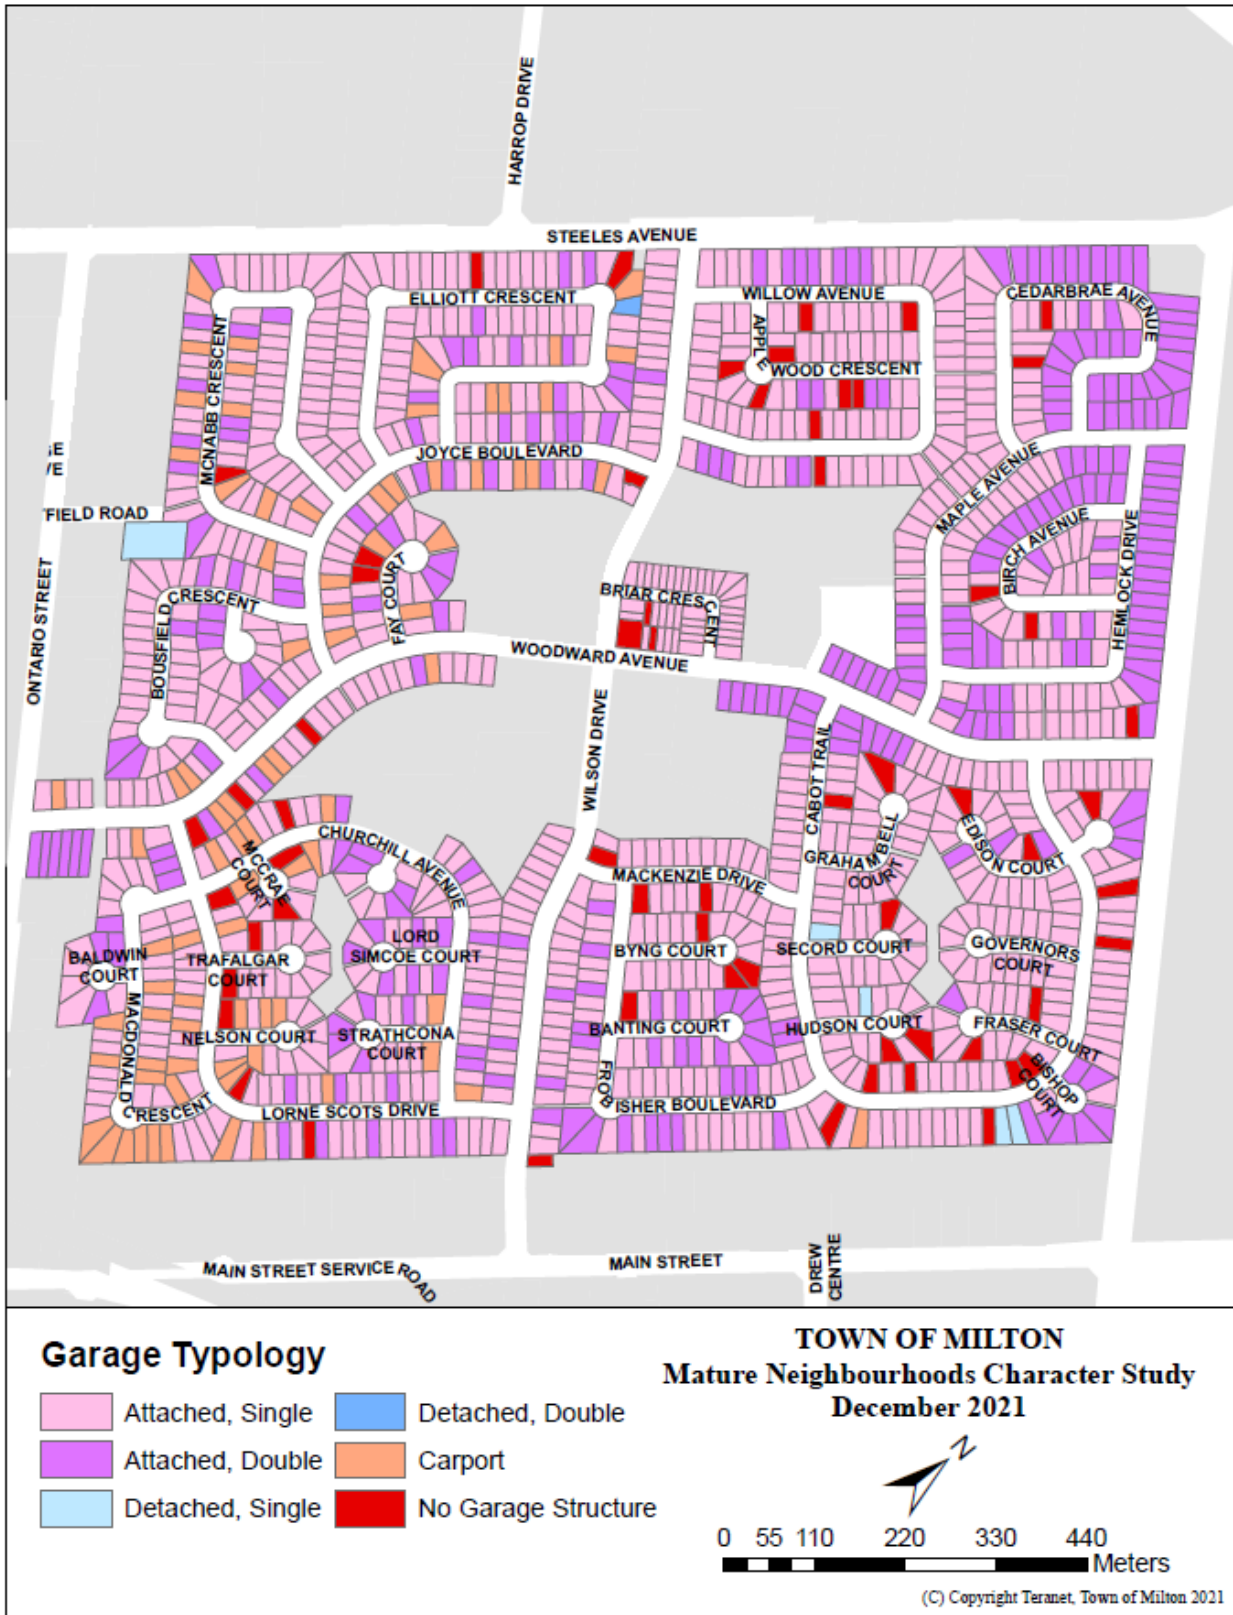 HARROP DRIVE
STEELES AVENUE
ELLIOTT CRESCENT
WILLOW AVENUE
CEDARBRAE AVENUE
APPLE
WOOD CRESCENT
MCNABB CRESCENT
JOYCE BOULEVARD
GE
VE
FIELD ROAD
MAPLE AVENUE
BIRCH AVENUE
HEMLOCK DRIVE
ONTARIO STREET
BOUSFIELD
CRESCENT
FAY COURT
BRIAR CRESCENT
WOODWARD AVENUE
WILSON DRIVE
CABOT TRAIL
CHURCHILL AVENUE
MCCRAE
COURT
GRAHAM BELL
COURT
EDISON COURT
MACKENZIE DRIVE
BALDWIN
COURT
TRAFALGAR
COURT
LORD
SIMCOE COURT
BYNG COURT
SECORD COURT
GOVERNORS
COURT
MACDONALD
CRESCENT
NELSON COURT
STRATHCONA
COURT
BANTING COURT
HUDSON COURT
FRASER COURT
BISHOP
COURT
LORNE SCOTS DRIVE
FROBISHER BOULEVARD
MAIN STREET SERVICE ROAD
MAIN STREET
DREW
CENTRE
Garage Typology
Attached, Single
Attached, Double
Detached, Single
Detached, Double
Carport
No Garage Structure
TOWN OF MILTON
Mature Neighbourhoods Character Study
December 2021
N
0 55 110 220 330 440
Meters
(C) Copyright Teranet, Town of Milton 2021